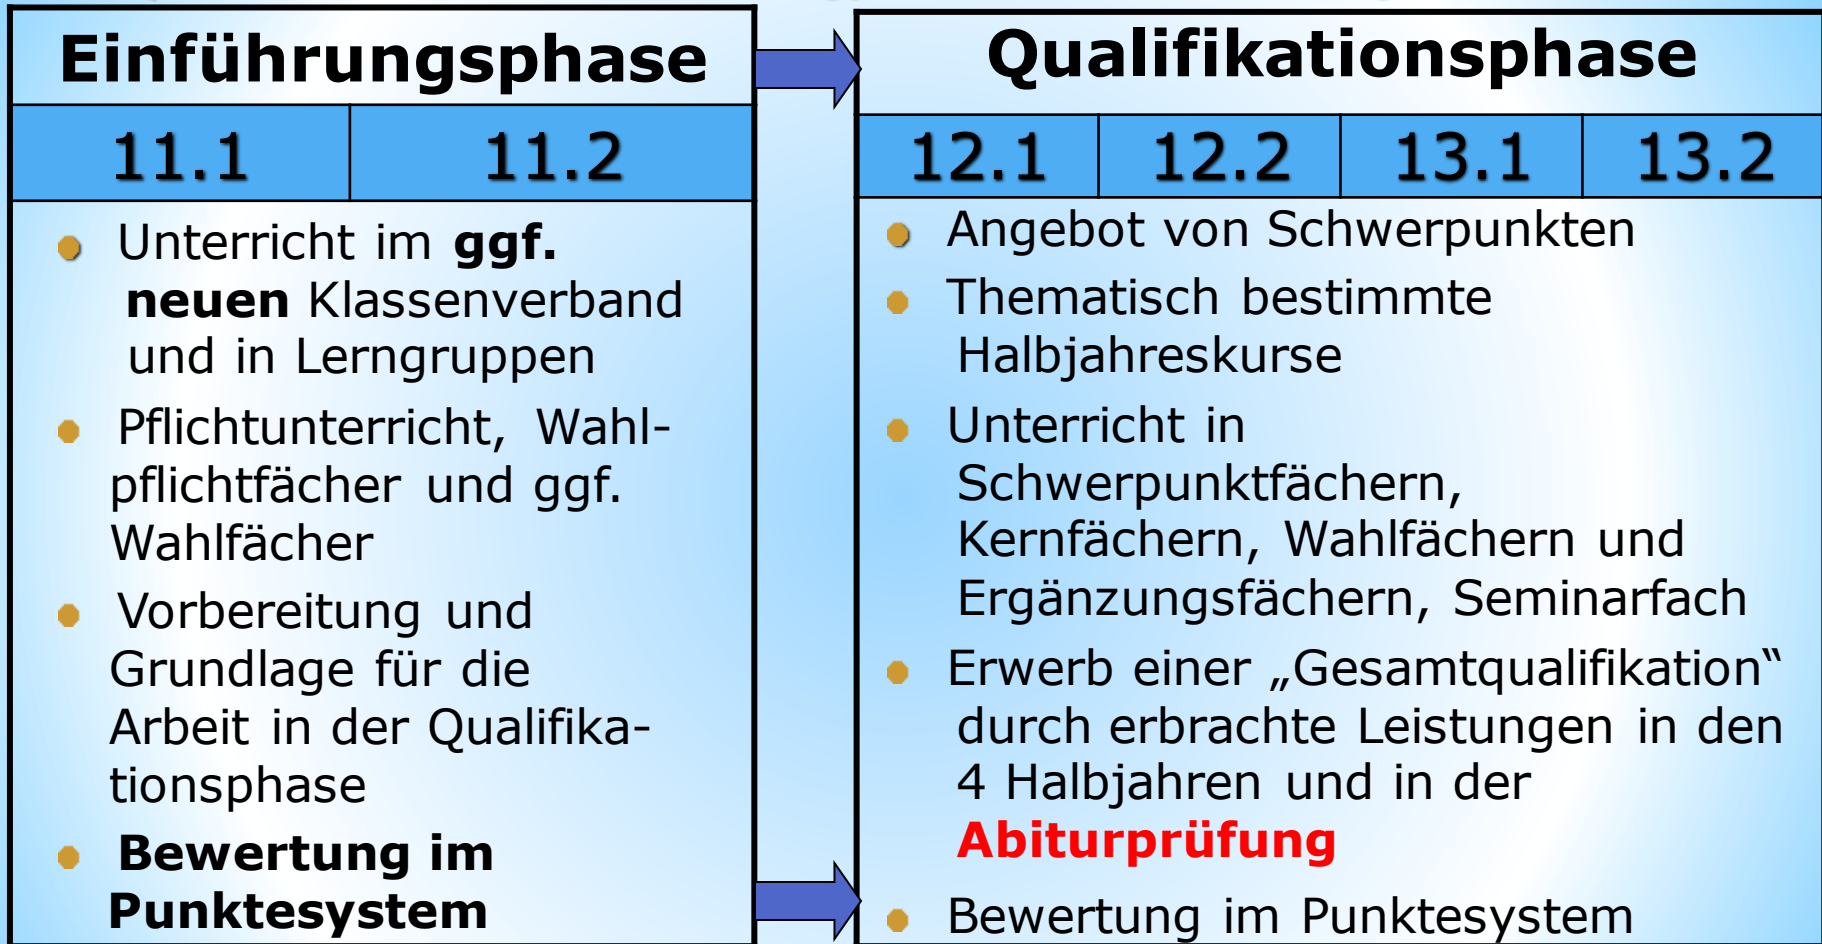 Einführungsphase
11.1 11.2
Unterricht im ggf.
neuen Klassenverband
und in Lerngruppen
Pflichtunterricht, Wahl-
pflichtfächer und ggf.
Wahlfächer
Vorbereitung und
Grundlage für die
Arbeit in der Qualifika-
tionsphase
Bewertung im
Punktesystem
Qualifikationsphase
12.1 12.2 13.1 13.2
Angebot von Schwerpunkten
Thematisch bestimmte
Halbjahreskurse
Unterricht in
Schwerpunktfächern,
Kernfächern, Wahlfächern und
Ergänzungsfächern, Seminarfach
Erwerb einer „Gesamtqualifikation“
durch erbrachte Leistungen in den
4 Halbjahren und in der
Abiturprüfung
Bewertung im Punktesystem